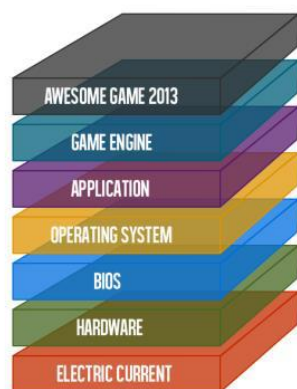 AWESOME GAME 2013
GAME ENGINE
APPLICATION
OPERATING SYSTEM
BIOS
HARDWARE
ELECTRIC CURRENT